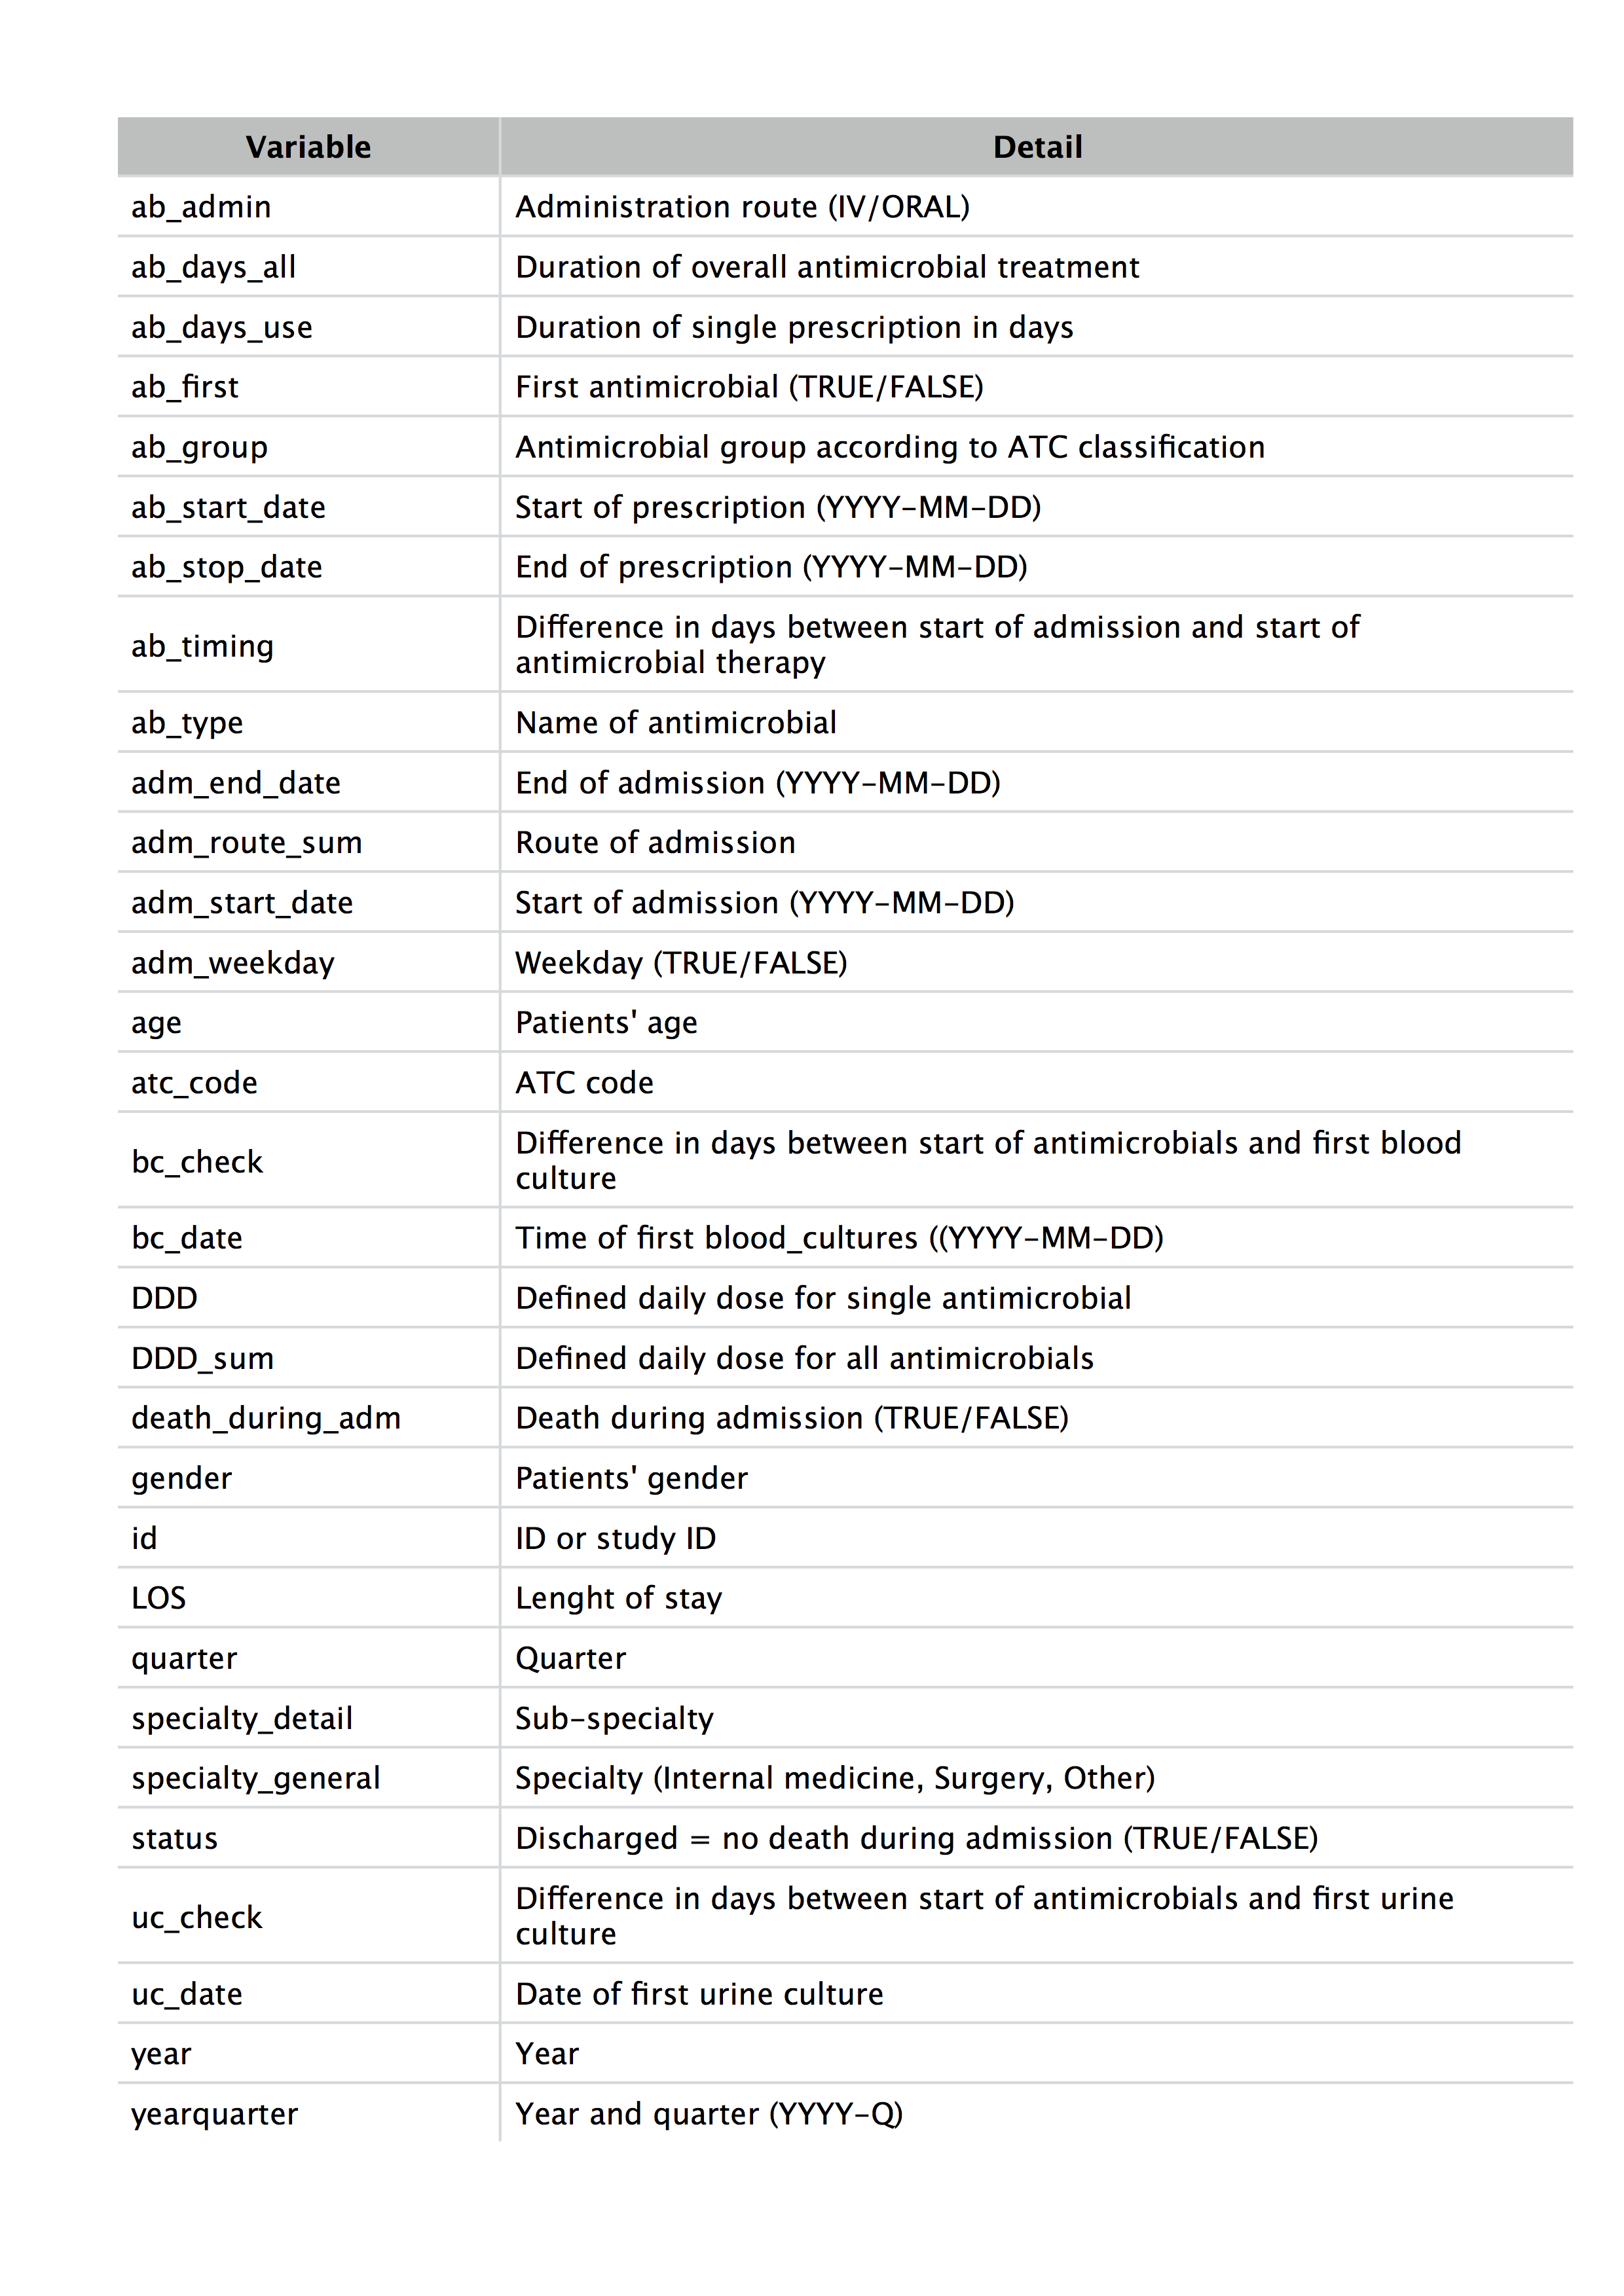 Variable Detail
ab_admin Administration route (IV/ORAL)
ab_days_all Duration of overall antimicrobial treatment
ab_days_use Duration of single prescription in days
ab_first First antimicrobial (TRUE/FALSE)
ab_group Antimicrobial group according to ATC classification
ab_start_date Start of prescription (YYYY-MM-DD)
ab_stop_date End of prescription (YYYY-MM-DD)
ab_timing Difference in days between start of admission and start of
antimicrobial therapy
ab_type Name of antimicrobial
adm_end_date End of admission (YYYY-MM-DD)
adm_route_sum Route of admission
adm_start_date Start of admission (YYYY-MM-DD)
adm_weekday Weekday (TRUE/FALSE)
age Patients' age
atc_code ATC code
bc_check Difference in days between start of antimicrobials and first blood
culture
bc_date Time of first blood_cultures ((YYYY-MM-DD)
DDD Defined daily dose for single antimicrobial
DDD_sum Defined daily dose for all antimicrobials
death_during_adm Death during admission (TRUE/FALSE)
gender Patients' gender
id ID or study ID
LOS Lenght of stay
quarter Quarter
specialty_detail Sub-specialty
specialty_general Specialty (Internal medicine, Surgery, Other)
status Discharged = no death during admission (TRUE/FALSE)
uc_check Difference in days between start of antimicrobials and first urine
culture
uc_date Date of first urine culture
year Year
yearquarter Year and quarter (YYYY-Q)